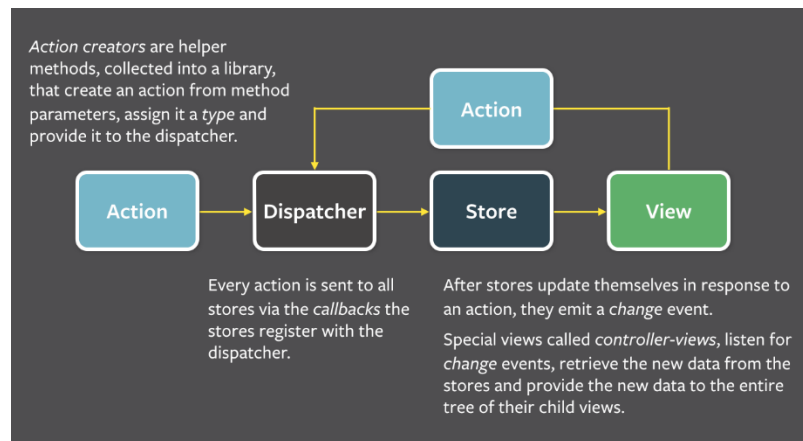 Action creators are helper
methods, collected into a library,
that create an action from method
parameters, assign it a type and
provide it to the dispatcher.
Action
Action
Dispatcher
Store
View
Every action is sent to all
stores via the callbacks the
stores register with the
dispatcher.
After stores update themselves in response to
an action, they emit a change event.
Special views called controller-views, listen for
change events, retrieve the new data from the
stores and provide the new data to the entire
tree of their child views.